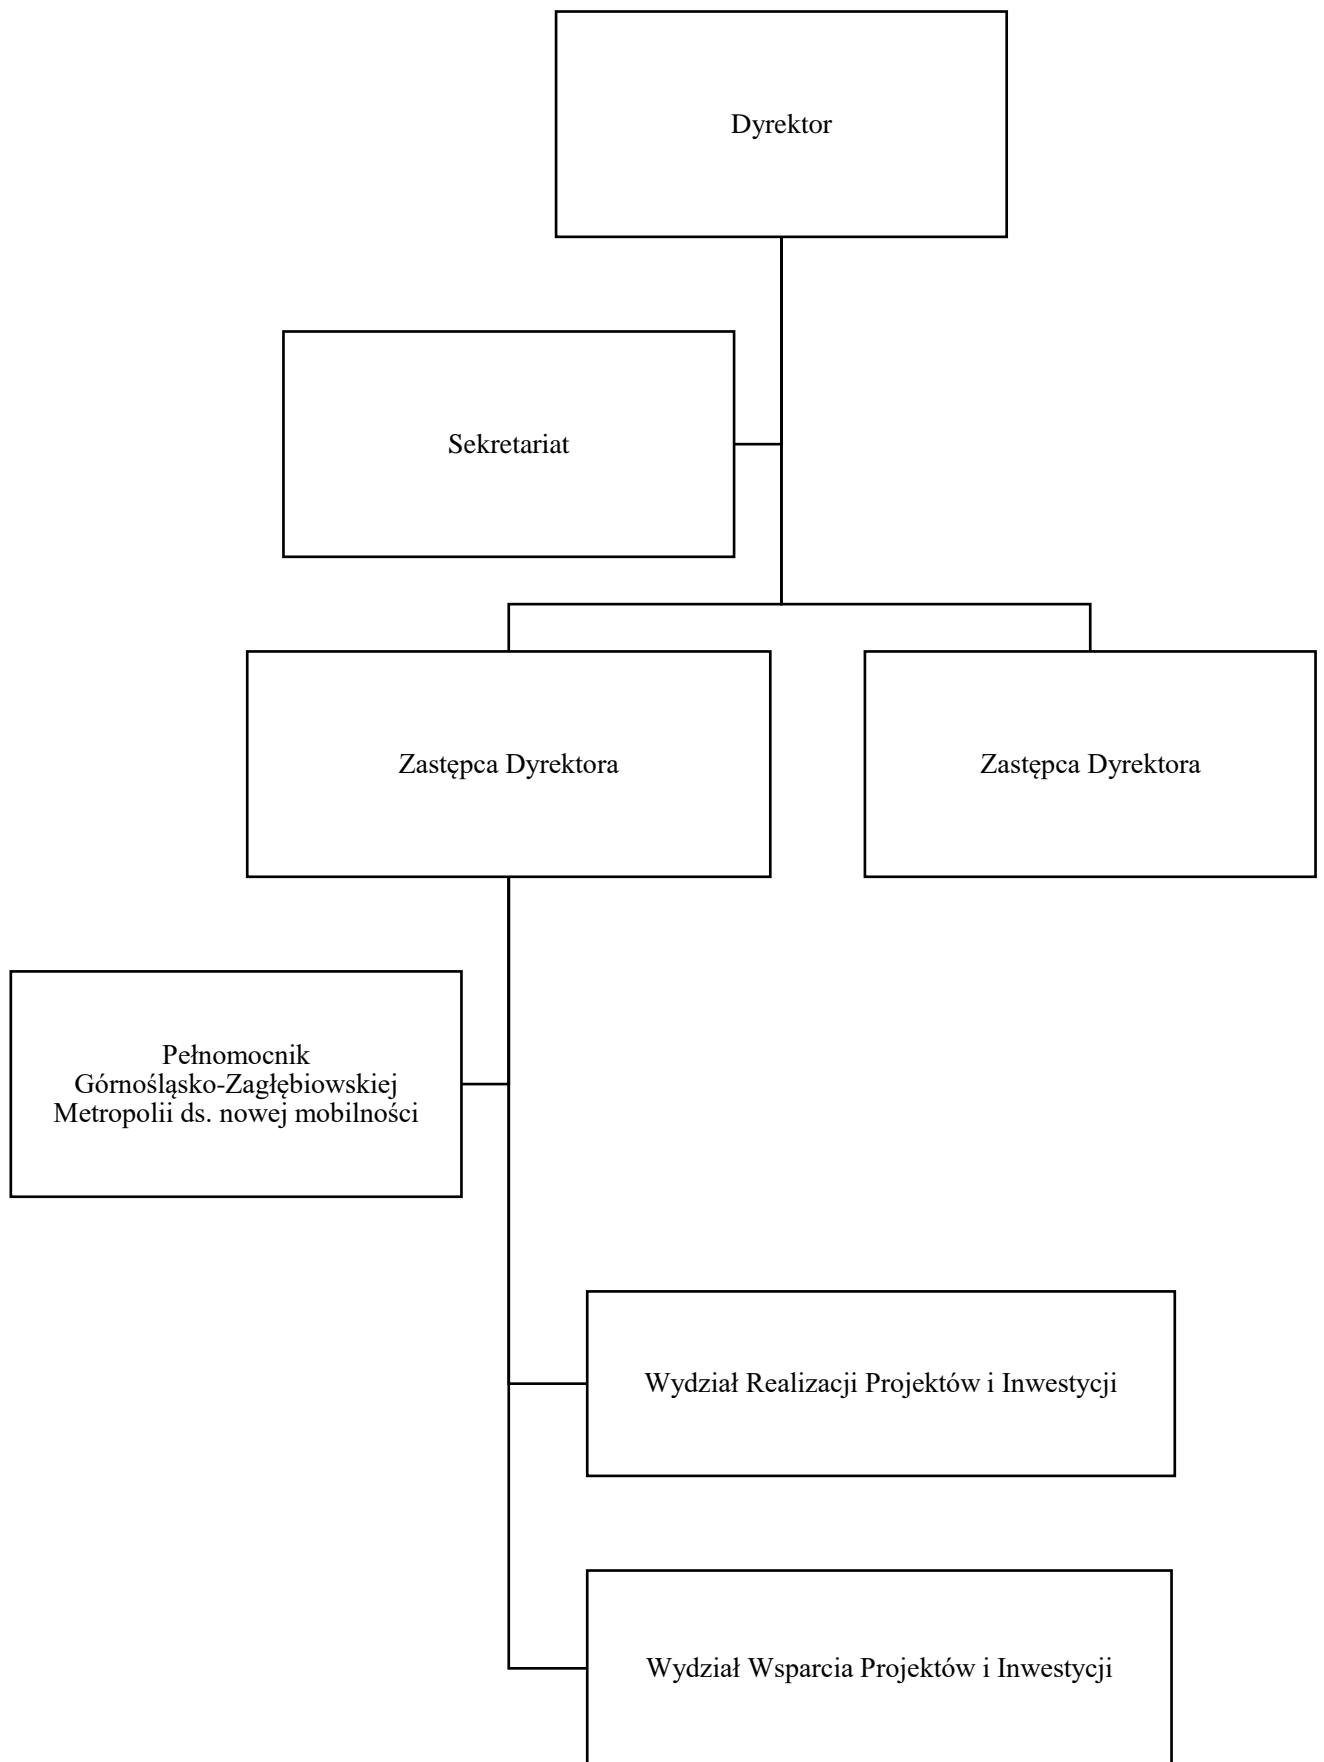 Dyrektor
Sekretariat
Zastępca Dyrektora
Zastępca Dyrektora
Pełnomocnik
Górnośląsko-Zagłębiowskiej
Metropolii ds. nowej mobilności
Wydział Realizacji Projektów i Inwestycji
Wydział Wsparcia Projektów i Inwestycji